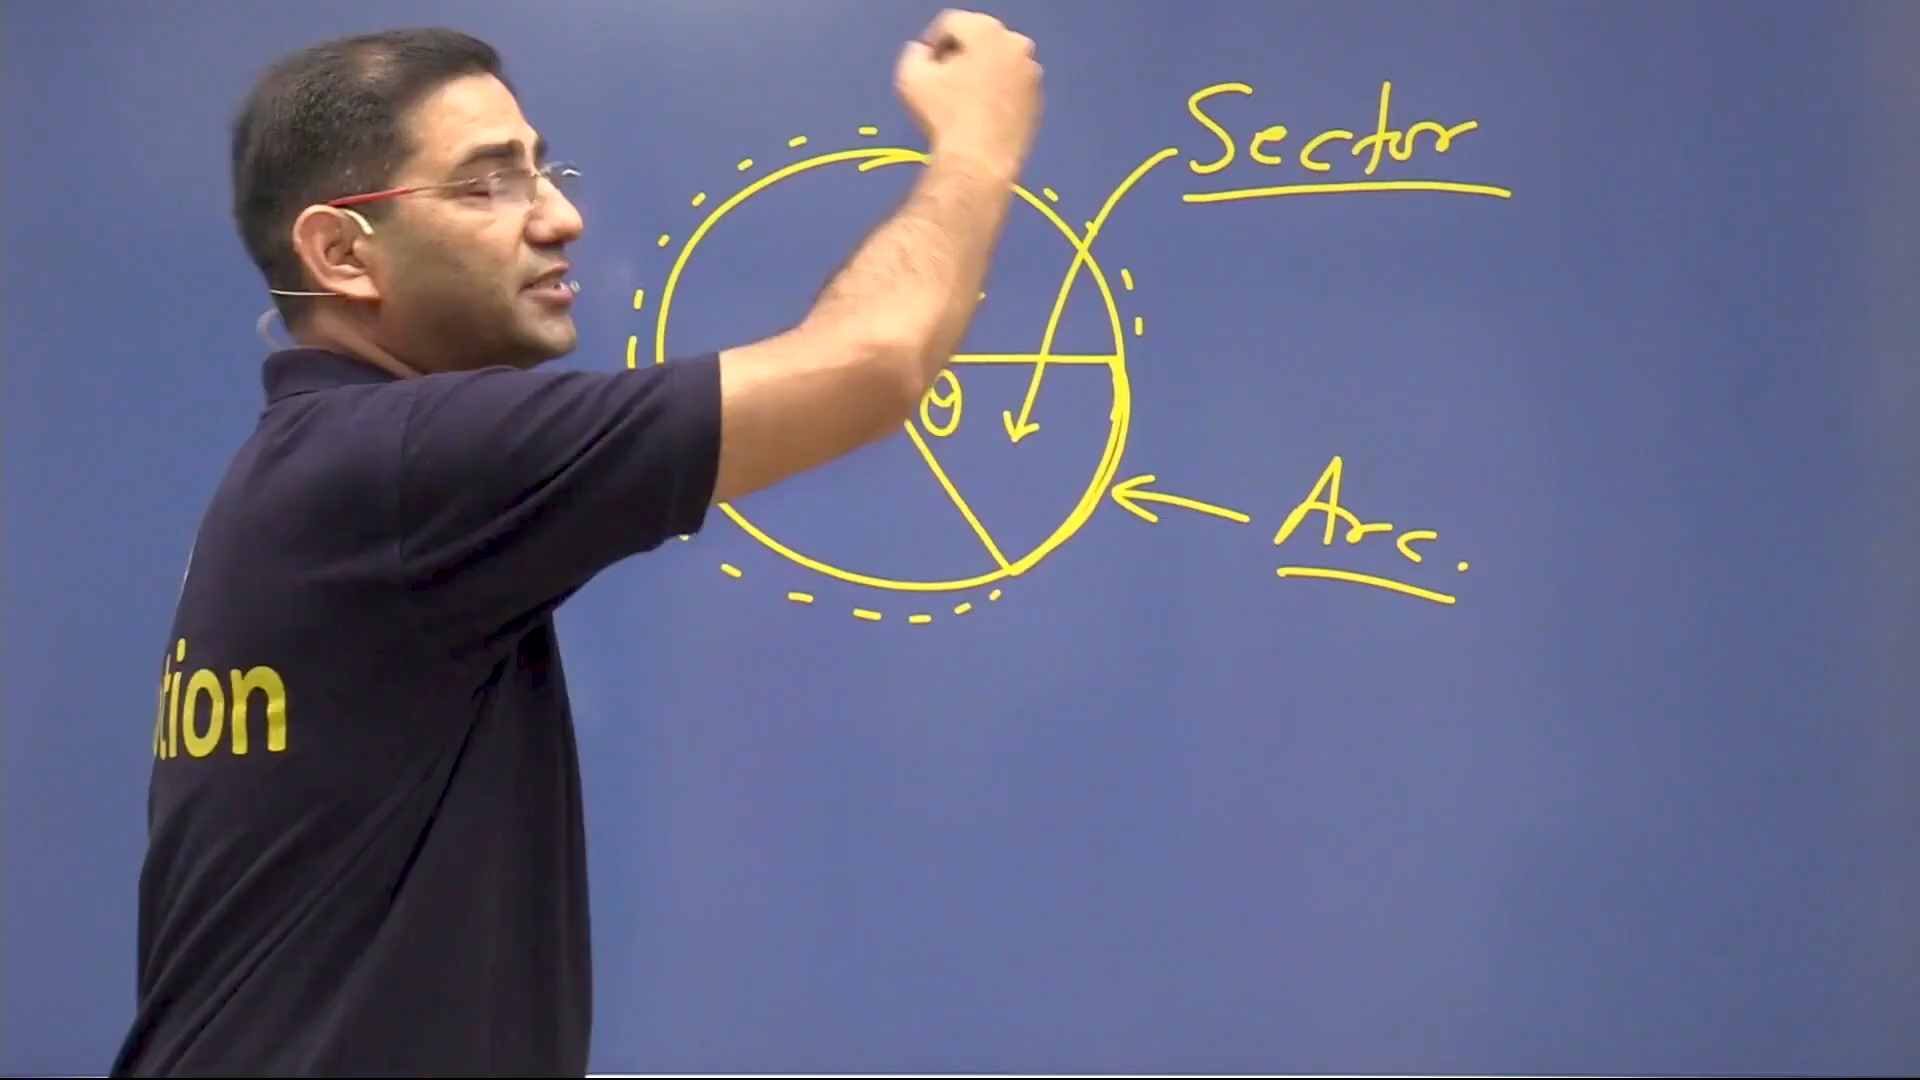 Sector
θ
Arc.
tion